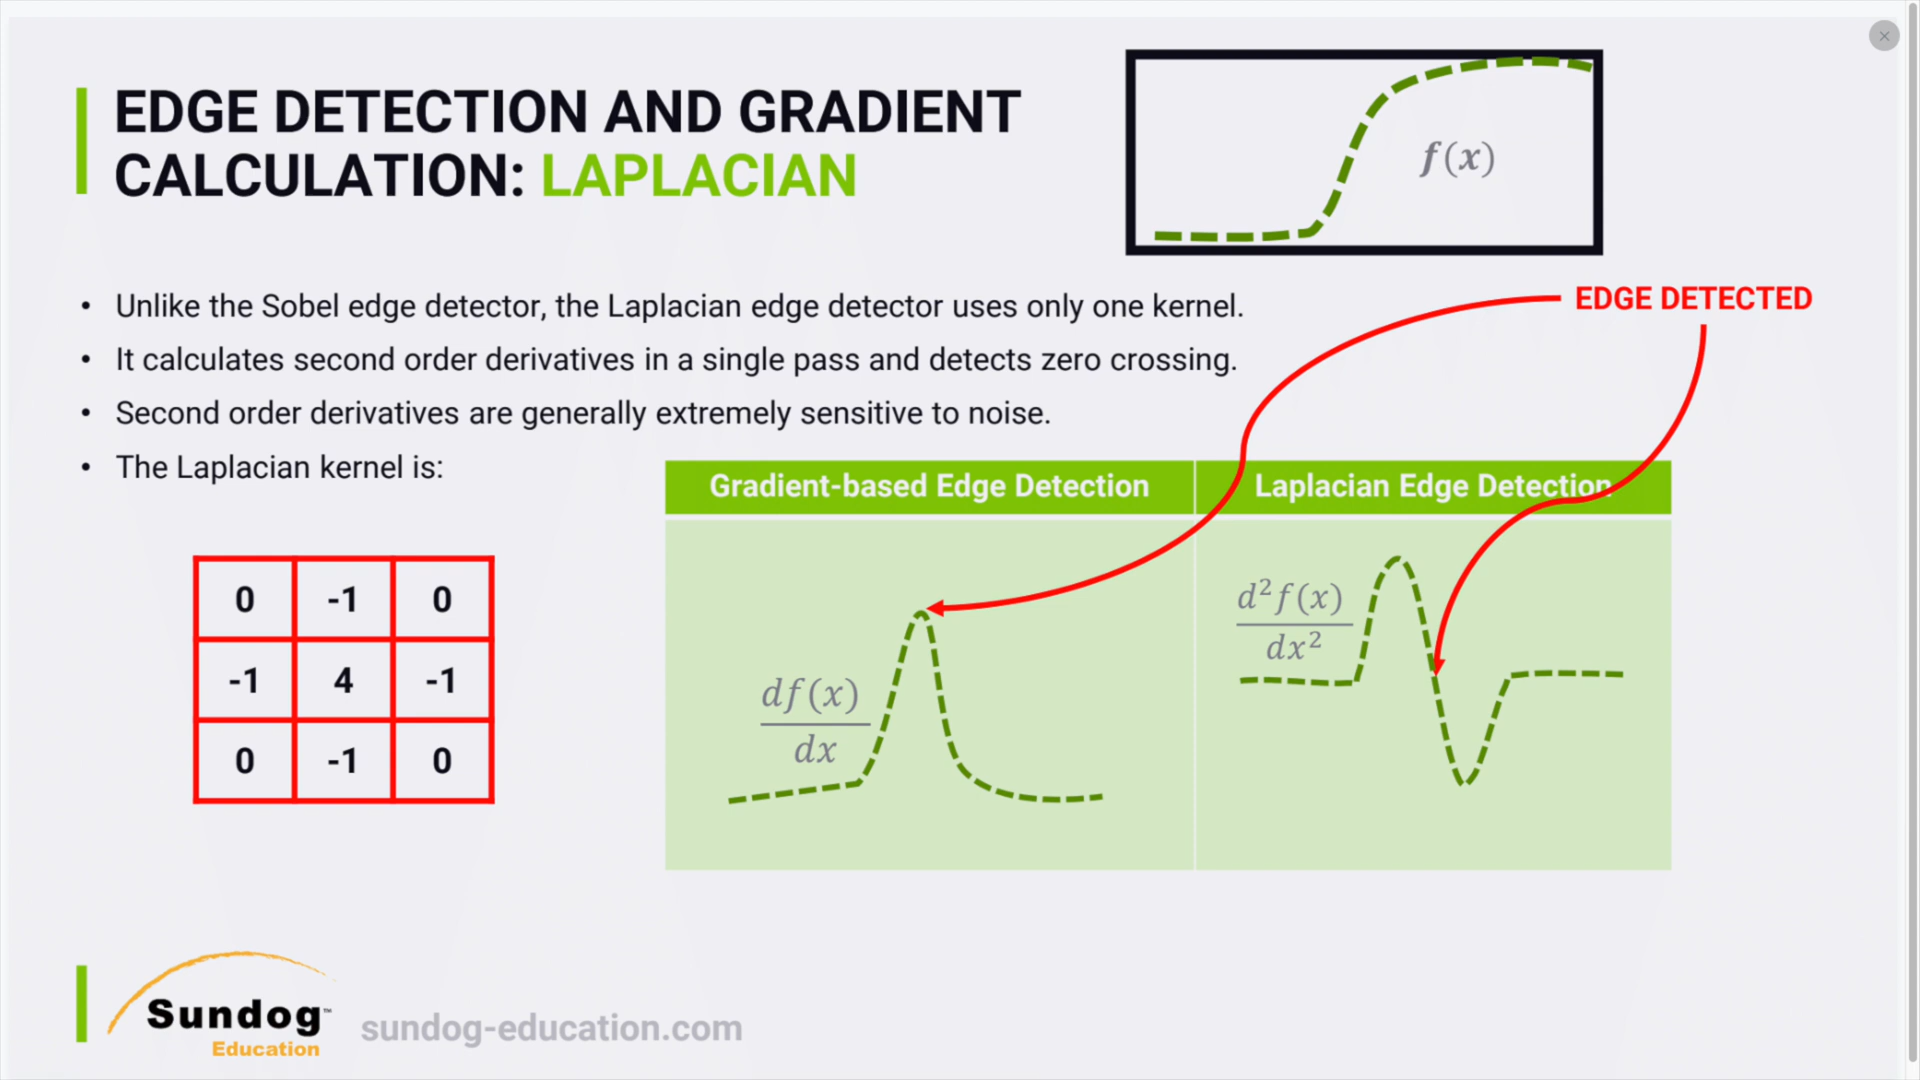 EDGE DETECTION AND GRADIENT
CALCULATION: LAPLACIAN
f(x)
• Unlike the Sobel edge detector, the Laplacian edge detector uses only one kernel.
EDGE DETECTED
• It calculates second order derivatives in a single pass and detects zero crossing.
• Second order derivatives are generally extremely sensitive to noise.
• The Laplacian kernel is:
Gradient-based Edge Detection
Laplacian Edge Detection
0 -1 0
-1 4 -1
0 -1 0
df(x)
dx
d²f(x)
dx²
Sundog™
Education
sundog-education.com